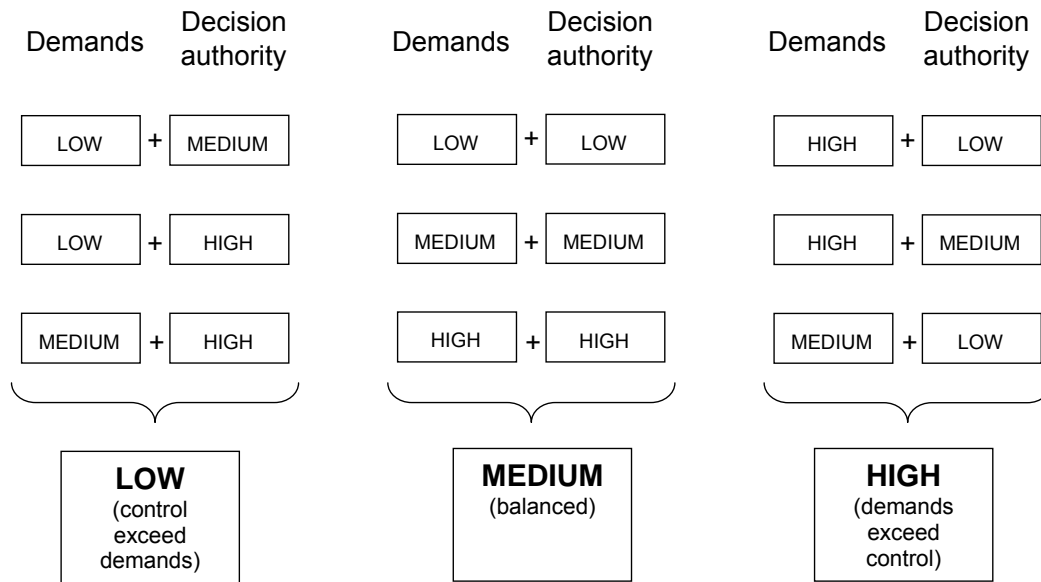 Demands
Decision
authority
Demands
Decision
authority
Demands
Decision
authority
LOW + MEDIUM
LOW + LOW
HIGH + LOW
LOW + HIGH
MEDIUM + MEDIUM
HIGH + MEDIUM
MEDIUM + HIGH
HIGH + HIGH
MEDIUM + LOW
LOW
(control
exceed
demands)
MEDIUM
(balanced)
HIGH
(demands
exceed
control)